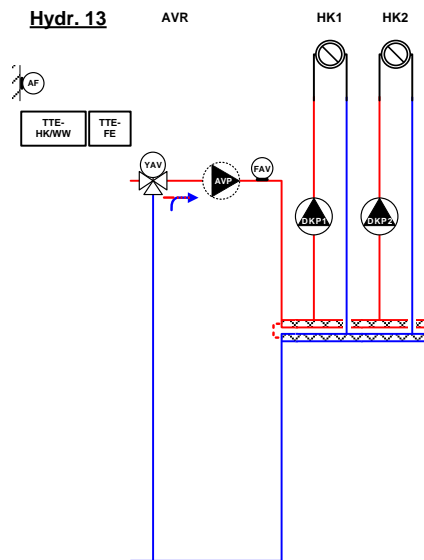 Hydr. 13
AVR
HK1
HK2
AF
TTE-
HK/WW
TTE-
FE
YAV
AVP
FAV
DKP1
DKP2